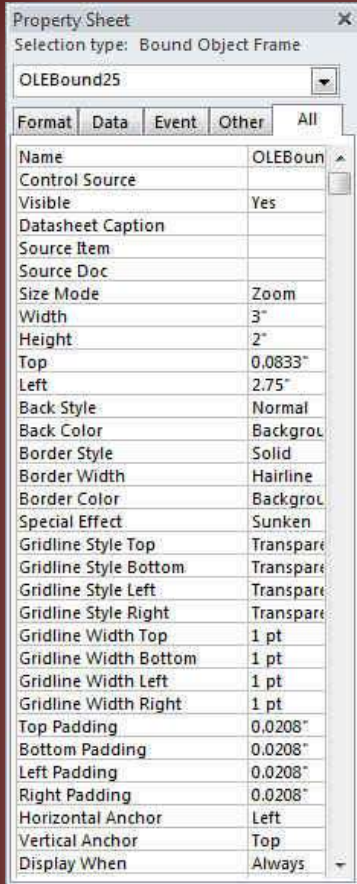 Property Sheet
Selection type: Bound Object Frame
OLEBound25
Format Data Event Other All
Name OLEBoun
Control Source
Visible Yes
Datasheet Caption
Source Item
Source Doc
Size Mode Zoom
Width 3"
Height 2"
Top 0.0833"
Left 2.75"
Back Style Normal
Back Color Backgrou
Border Style Solid
Border Width Hairline
Border Color Backgrou
Special Effect Sunken
Gridline Style Top Transpare
Gridline Style Bottom Transpare
Gridline Style Left Transpare
Gridline Style Right Transpare
Gridline Width Top 1 pt
Gridline Width Bottom 1 pt
Gridline Width Left 1 pt
Gridline Width Right 1 pt
Top Padding 0.0208"
Bottom Padding 0.0208"
Left Padding 0.0208"
Right Padding 0.0208"
Horizontal Anchor Left
Vertical Anchor Top
Display When Always